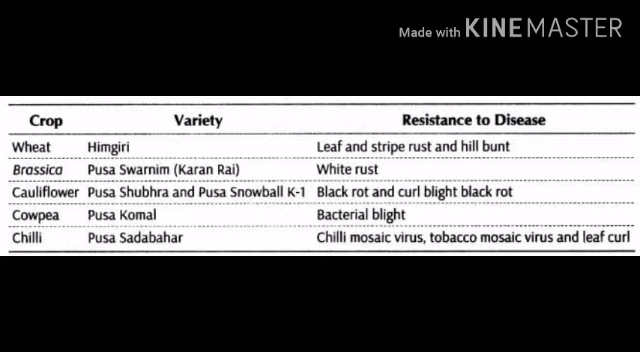 Made with KINEMASTER
Crop Variety Resistance to Disease
Wheat Himgiri Leaf and stripe rust and hill bunt
Brassica Pusa Swarnim (Karan Rai) White rust
Cauliflower Pusa Shubhra and Pusa Snowball K-1 Black rot and curl blight black rot
Cowpea Pusa Komal Bacterial blight
Chilli Pusa Sadabahar Chilli mosaic virus, tobacco mosaic virus and leaf curl